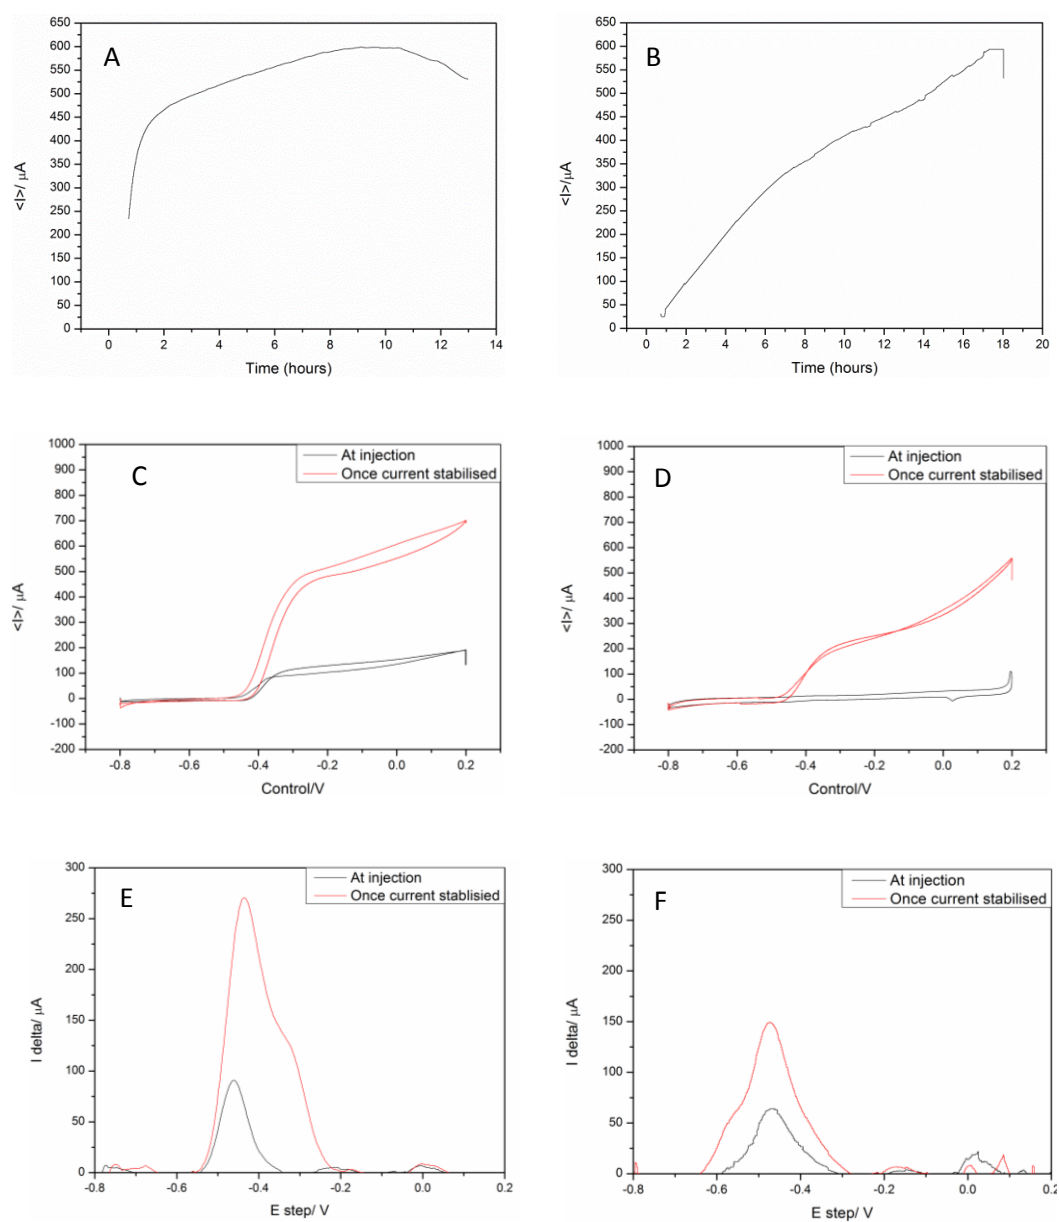 A
650
600
550
500
450
400
350
300
250
200
150
100
50
0
<I>/ μA
0 2 4 6 8 10 12 14
Time (hours)
B
650
600
550
500
450
400
350
300
250
200
150
100
50
0
<I>/μA
0 2 4 6 8 10 12 14 16 18 20
Time (hours)
C
At injection
Once current stabilised
1000
900
800
700
600
500
400
300
200
100
0
-100
-200
<I>/ μA
-0.8 -0.6 -0.4 -0.2 0.0 0.2
Control/V
D
At injection
Once current stabilised
1000
900
800
700
600
500
400
300
200
100
0
-100
-200
<I>/ μA
-0.8 -0.6 -0.4 -0.2 0.0 0.2
Control/V
E
At injection
Once current stablisied
300
250
200
150
100
50
0
I delta/ μA
-0.8 -0.6 -0.4 -0.2 0.0 0.2
E step/ V
F
At injection
Once current stabilised
300
250
200
150
100
50
0
I delta/ μA
-0.8 -0.6 -0.4 -0.2 0.0 0.2
E step/ V